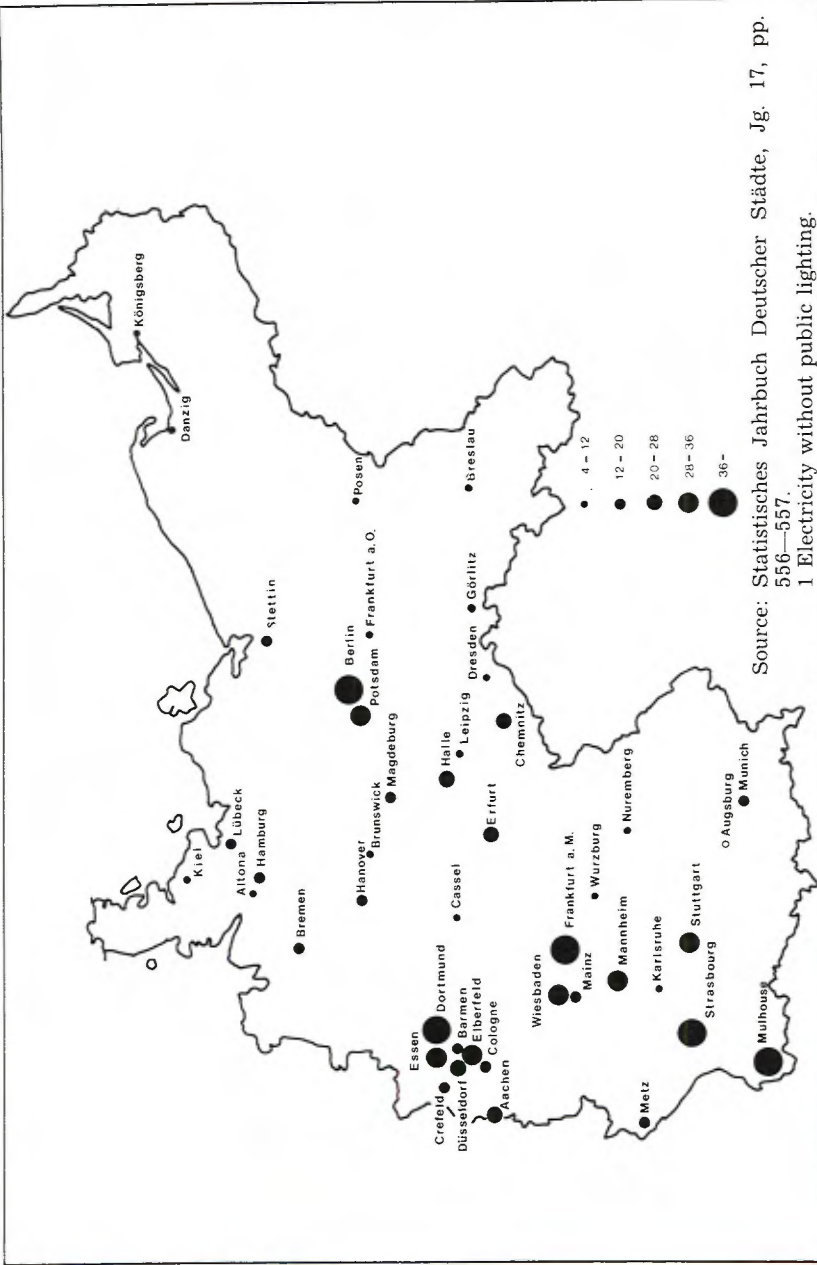 Königsberg
Danzig
Stettin
Kiel
Lübeck
Altona
Hamburg
Bremen
Posen
Frankfurt a.O.
Berlin
Potsdam
Magdeburg
Brunswick
Hanover
Breslau
Görlitz
Dresden
Leipzig
Halle
Chemnitz
Erfurt
Cassel
Dortmund
Essen
Barmen
Elberfeld
Cologne
Crefeld
Düsseldorf
Aachen
Frankfurt a.M.
Wiesbaden
Mainz
Wurzburg
Mannheim
Nuremberg
Karlsruhe
Stuttgart
Strasbourg
Metz
Augsburg
Munich
Mulhouse
4 - 12
12 - 20
20 - 28
28 - 36
36 -
Source: Statistisches Jahrbuch Deutscher Städte, Jg. 17, pp.
556—557.
1 Electricity without public lighting.